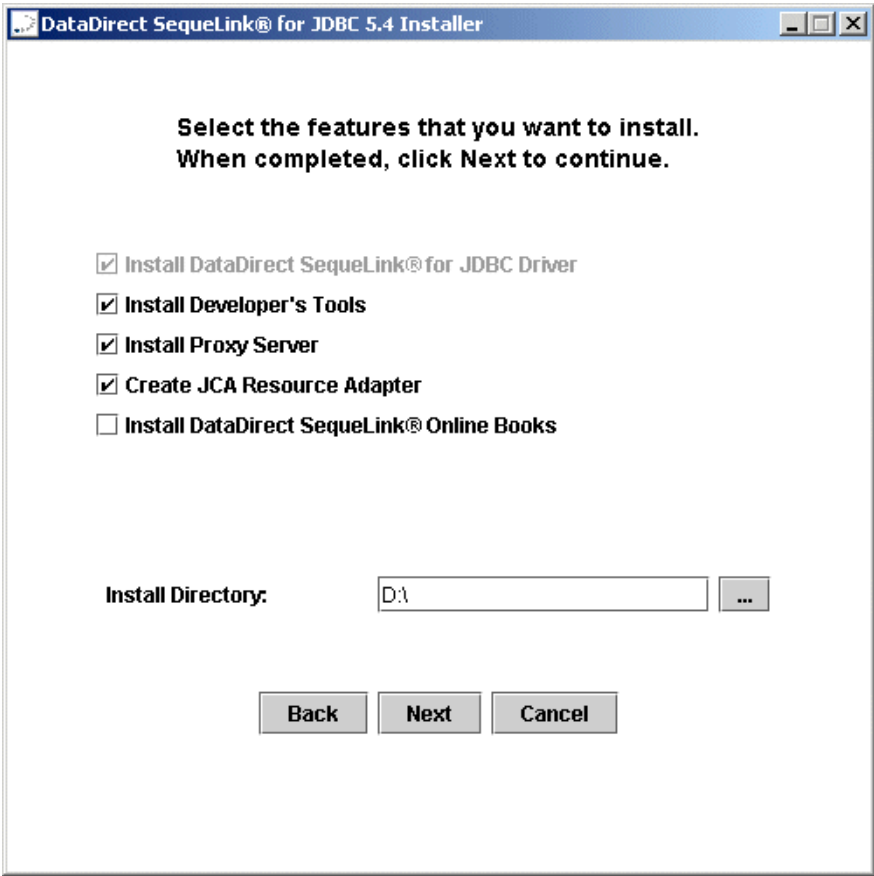 DataDirect SequeLink® for JDBC 5.4 Installer
Select the features that you want to install.
When completed, click Next to continue.
Install DataDirect SequeLink® for JDBC Driver
Install Developer's Tools
Install Proxy Server
Create JCA Resource Adapter
Install DataDirect SequeLink® Online Books
Install Directory: D:\ ...
Back Next Cancel